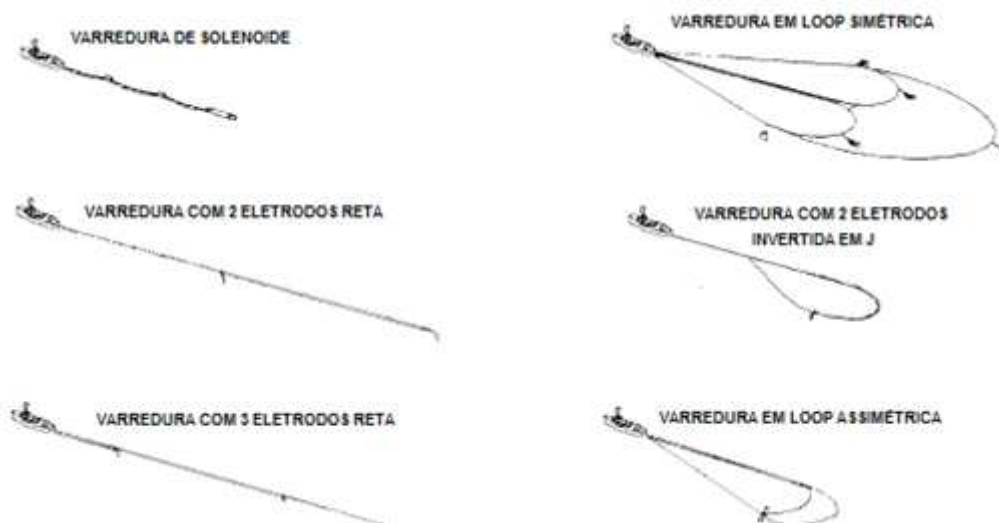 VARREDURA DE SOLENOIDE
VARREDURA EM LOOP SIMÉTRICA
VARREDURA COM 2 ELETRODOS RETA
VARREDURA COM 2 ELETRODOS
INVERTIDA EM J
VARREDURA COM 3 ELETRODOS RETA
VARREDURA EM LOOP ASSIMÉTRICA